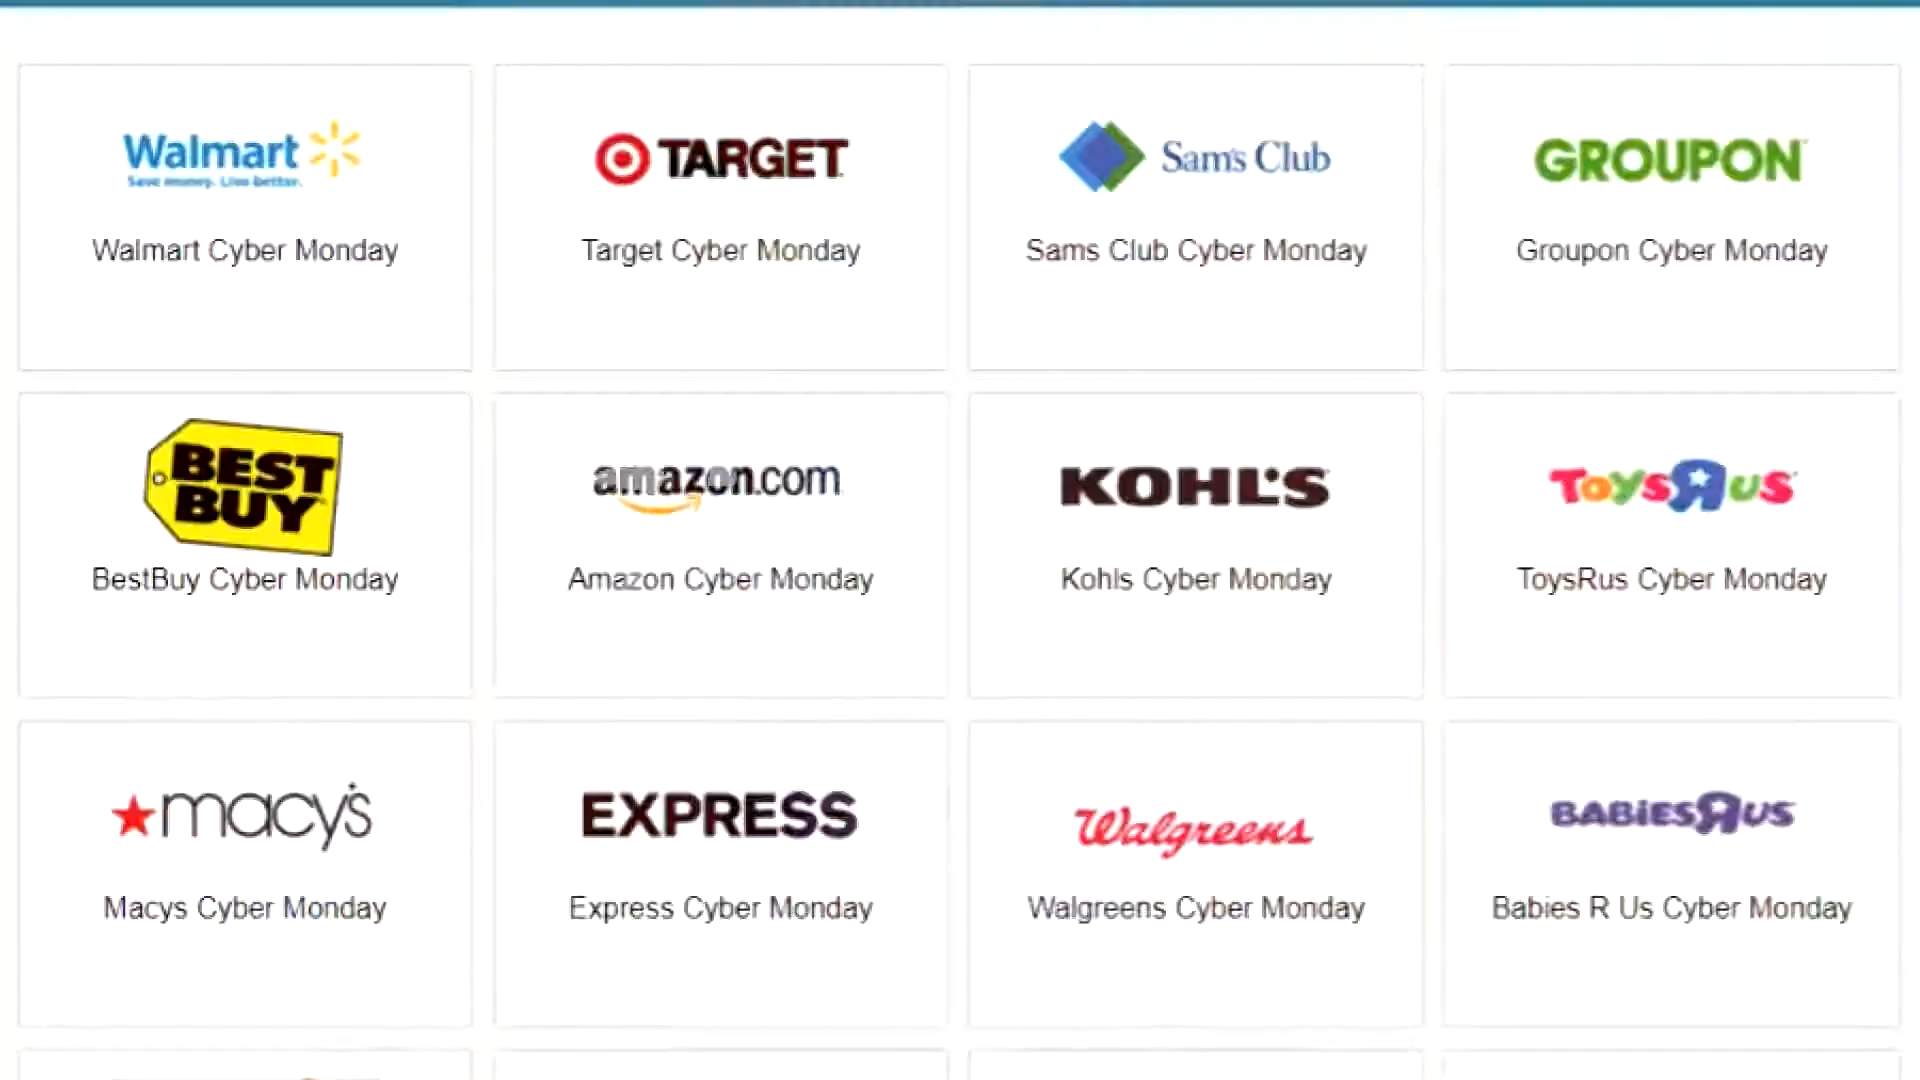 Walmart
Save money. Live better.
Walmart Cyber Monday
TARGET
Target Cyber Monday
Sam's Club
Sams Club Cyber Monday
GROUPON
Groupon Cyber Monday
BEST
BUY
BestBuy Cyber Monday
amazon.com
Amazon Cyber Monday
KOHL'S
Kohls Cyber Monday
ToysRus
ToysRus Cyber Monday
macy's
Macys Cyber Monday
EXPRESS
Express Cyber Monday
Walgreens
Walgreens Cyber Monday
BABiESRUS
Babies R Us Cyber Monday